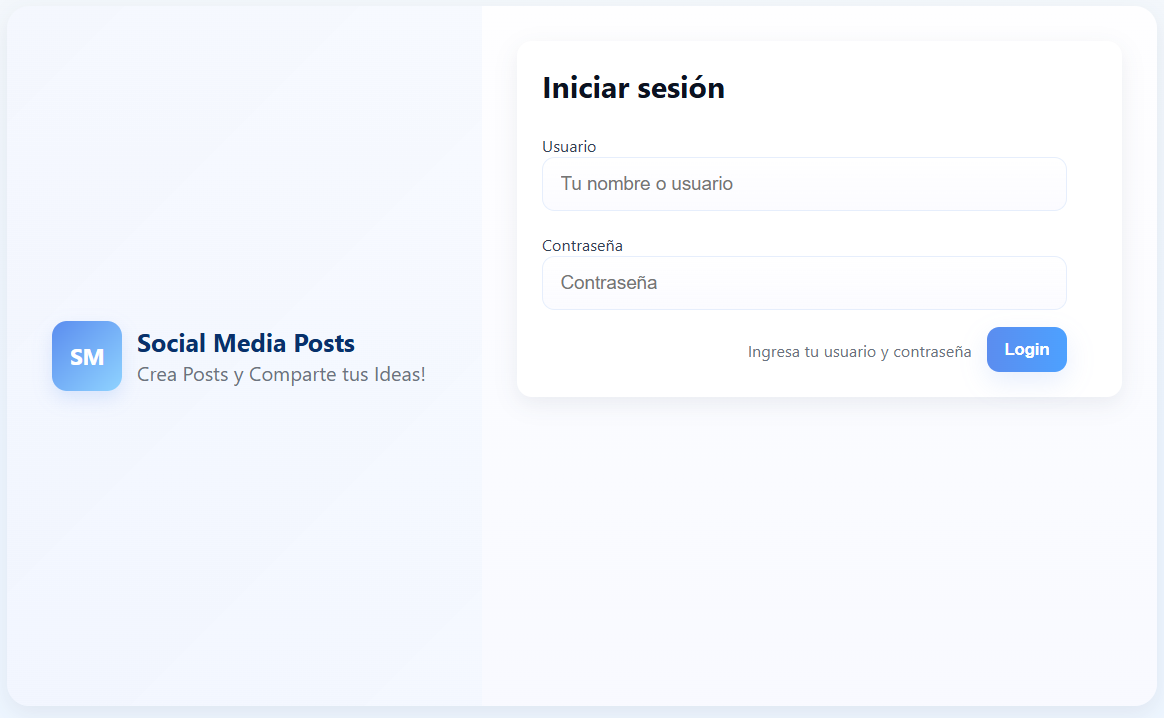 SM
Social Media Posts
Crea Posts y Comparte tus Ideas!
Iniciar sesión
Usuario
Tu nombre o usuario
Contraseña
Contraseña
Ingresa tu usuario y contraseña
Login